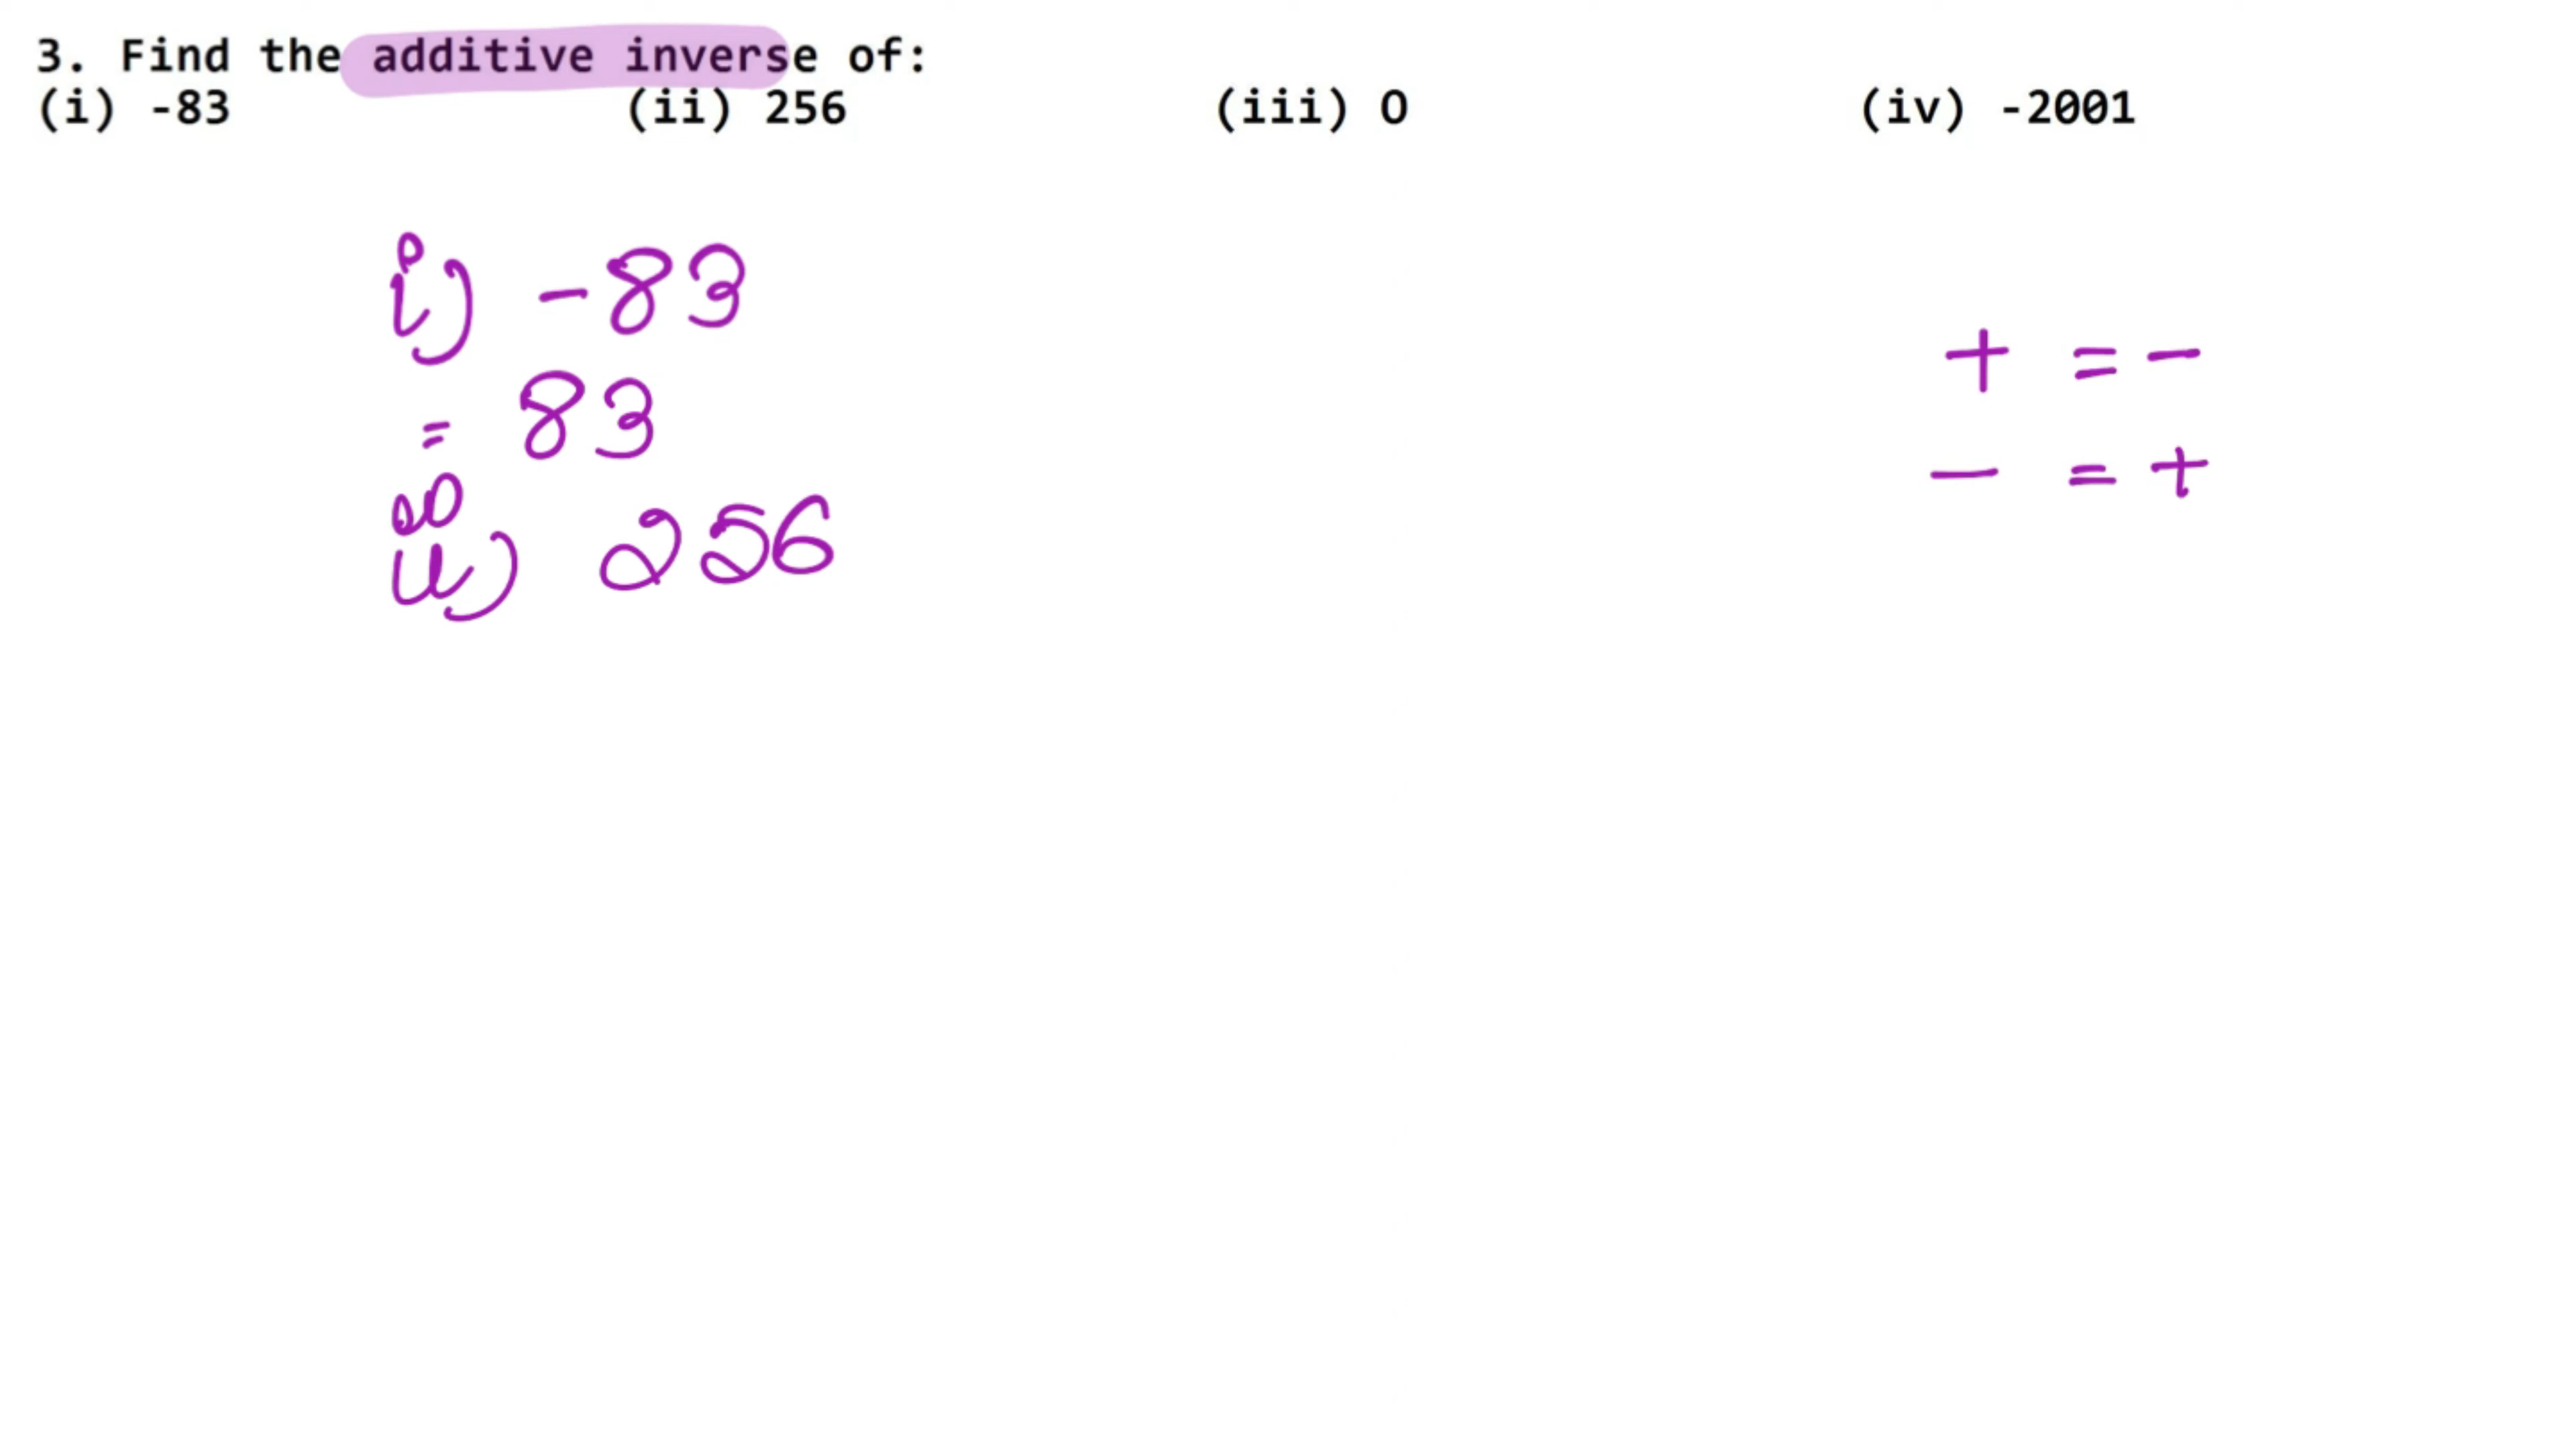 3. Find the additive inverse of:
(i) -83 (ii) 256 (iii) 0 (iv) -2001
i) -83
= 83
ii) 256
+ = -
- = +